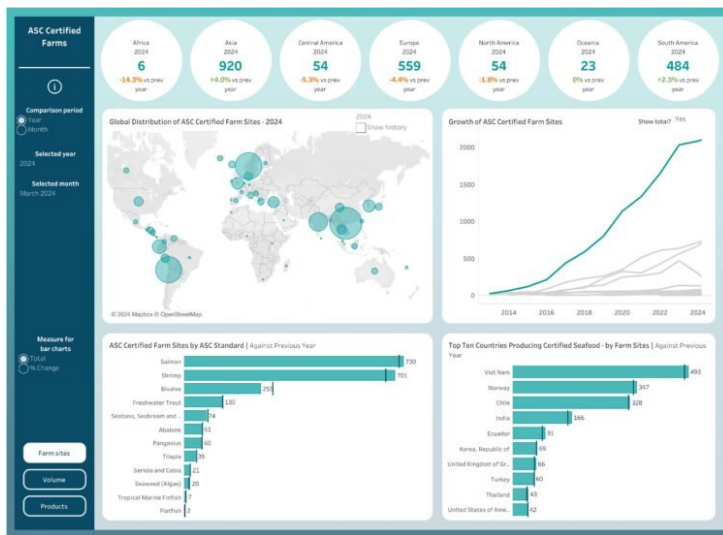 ASC Certified
Farms
Comparison period
Year
Month
Selected year
2024
Selected month
March 2024
Measure for
bar charts
Total
% Change
Farm sites
Volume
Products
Africa
2024
6
-14.3% vs prev
year
Asia
2024
920
+4.0% vs prev
year
Central America
2024
54
-5.3% vs prev
year
Europe
2024
559
-4.4% vs prev
year
North America
2024
54
-1.8% vs prev
year
Oceania
2024
23
0% vs prev
year
South America
2024
484
+2.3% vs prev
year
Global Distribution of ASC Certified Farm Sites - 2024
2024
Show history
© 2024 Mapbox © OpenStreetMap
Growth of ASC Certified Farm Sites
Show total? Yes
2000
1500
1000
500
0
2014 2016 2018 2020 2022 2024
ASC Certified Farm Sites by ASC Standard | Against Previous Year
Salmon 730
Shrimp 701
Bivalve 253
Freshwater Trout 130
Seabass, Seabream and .. 74
Abalone
Pangasius 60
Tilapia 39
Seriola and Cobia 21
Seaweed (Algae) 20
Tropical Marine Finfish 7
Flatfish 2
Top Ten Countries Producing Certified Seafood - by Farm Sites | Against Previous
Year
Viet Nam 493
Norway 347
Chile 328
India 166
Ecuador 91
Korea, Republic of 69
United Kingdom of Gr.. 66
Turkey 60
Thailand 43
United States of Ame.. 42